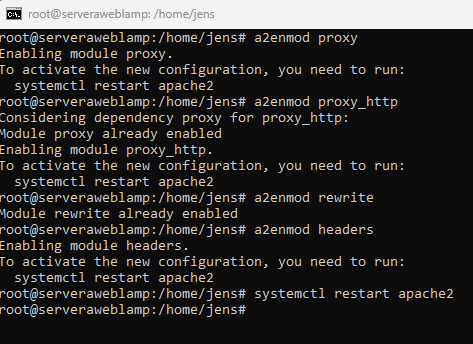 root@serveraweblamp: /home/jens
root@serveraweblamp:/home/jens# a2enmod proxy
Enabling module proxy.
To activate the new configuration, you need to run:
  systemctl restart apache2
root@serveraweblamp:/home/jens# a2enmod proxy_http
Considering dependency proxy for proxy_http:
Module proxy already enabled
Enabling module proxy_http.
To activate the new configuration, you need to run:
  systemctl restart apache2
root@serveraweblamp:/home/jens# a2enmod rewrite
Module rewrite already enabled
root@serveraweblamp:/home/jens# a2enmod headers
Enabling module headers.
To activate the new configuration, you need to run:
  systemctl restart apache2
root@serveraweblamp:/home/jens# systemctl restart apache2
root@serveraweblamp:/home/jens#